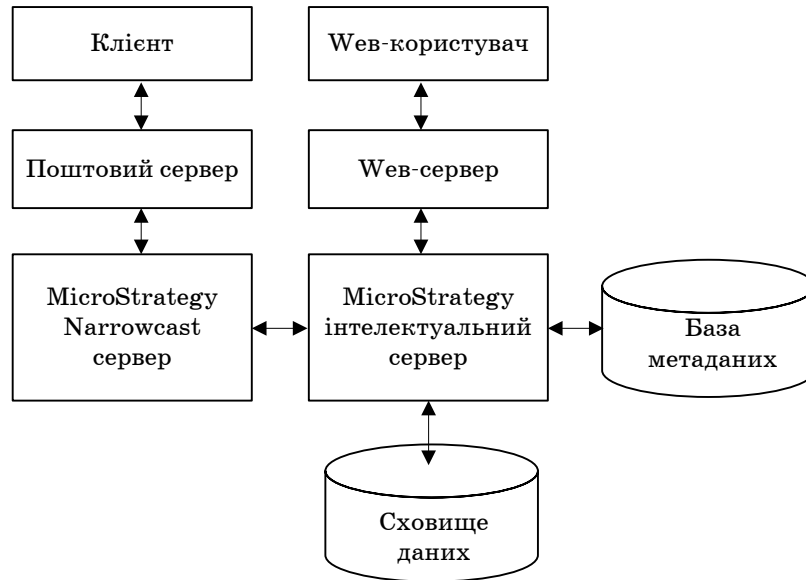 Клієнт
Web-користувач
Поштовий сервер
Web-сервер
MicroStrategy
Narrowcast
сервер
MicroStrategy
інтелектуальний
сервер
База
метаданих
Сховище
даних